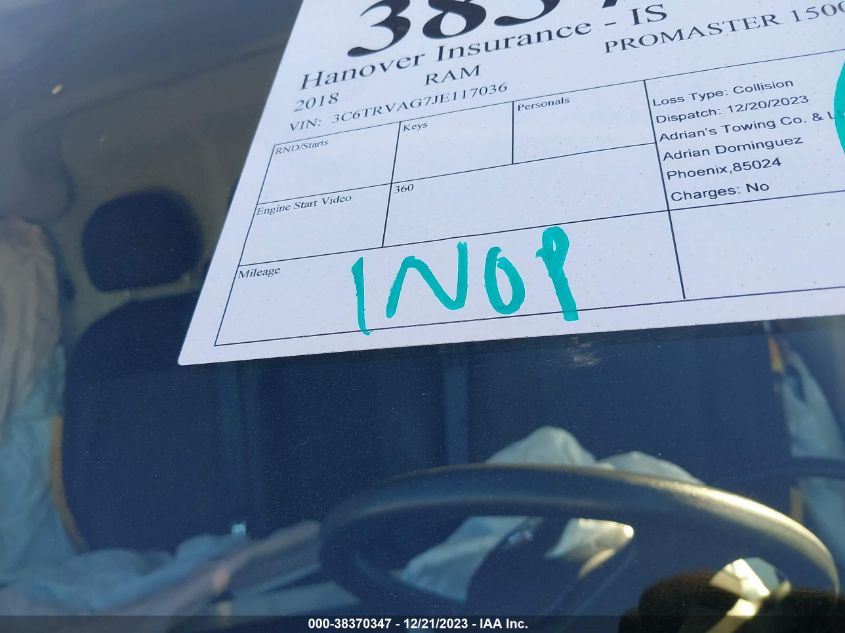 Hanover Insurance - IS
2018 RAM PROMASTER 1500
VIN: 3C6TRVAG7JE117036
RND/Starts Keys Personals
Loss Type: Collision
Dispatch: 12/20/2023
Adrian's Towing Co. &
Adrian Dominguez
Phoenix,85024
Charges: No
Engine Start Video 360
Mileage
INOP
000-38370347 - 12/21/2023 - IAA Inc.